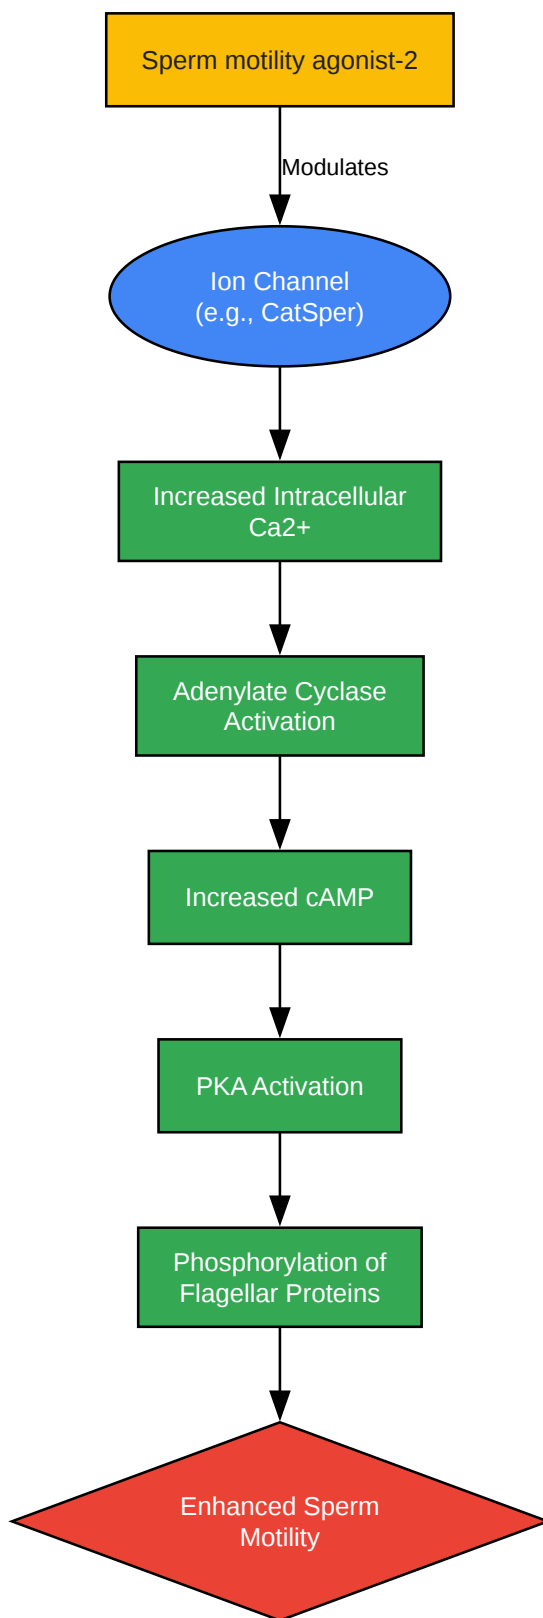 Sperm motility agonist-2
Modulates
Ion Channel
(e.g., CatSper)
Increased Intracellular
Ca2+
Adenylate Cyclase
Activation
Increased cAMP
PKA Activation
Phosphorylation of
Flagellar Proteins
Enhanced Sperm
Motility